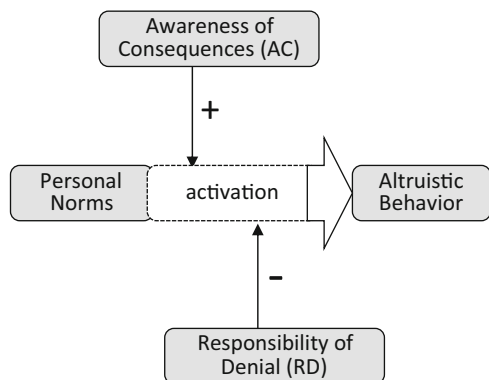 Awareness of
Consequences (AC)
+
Personal
Norms
activation
Altruistic
Behavior
-
Responsibility of
Denial (RD)